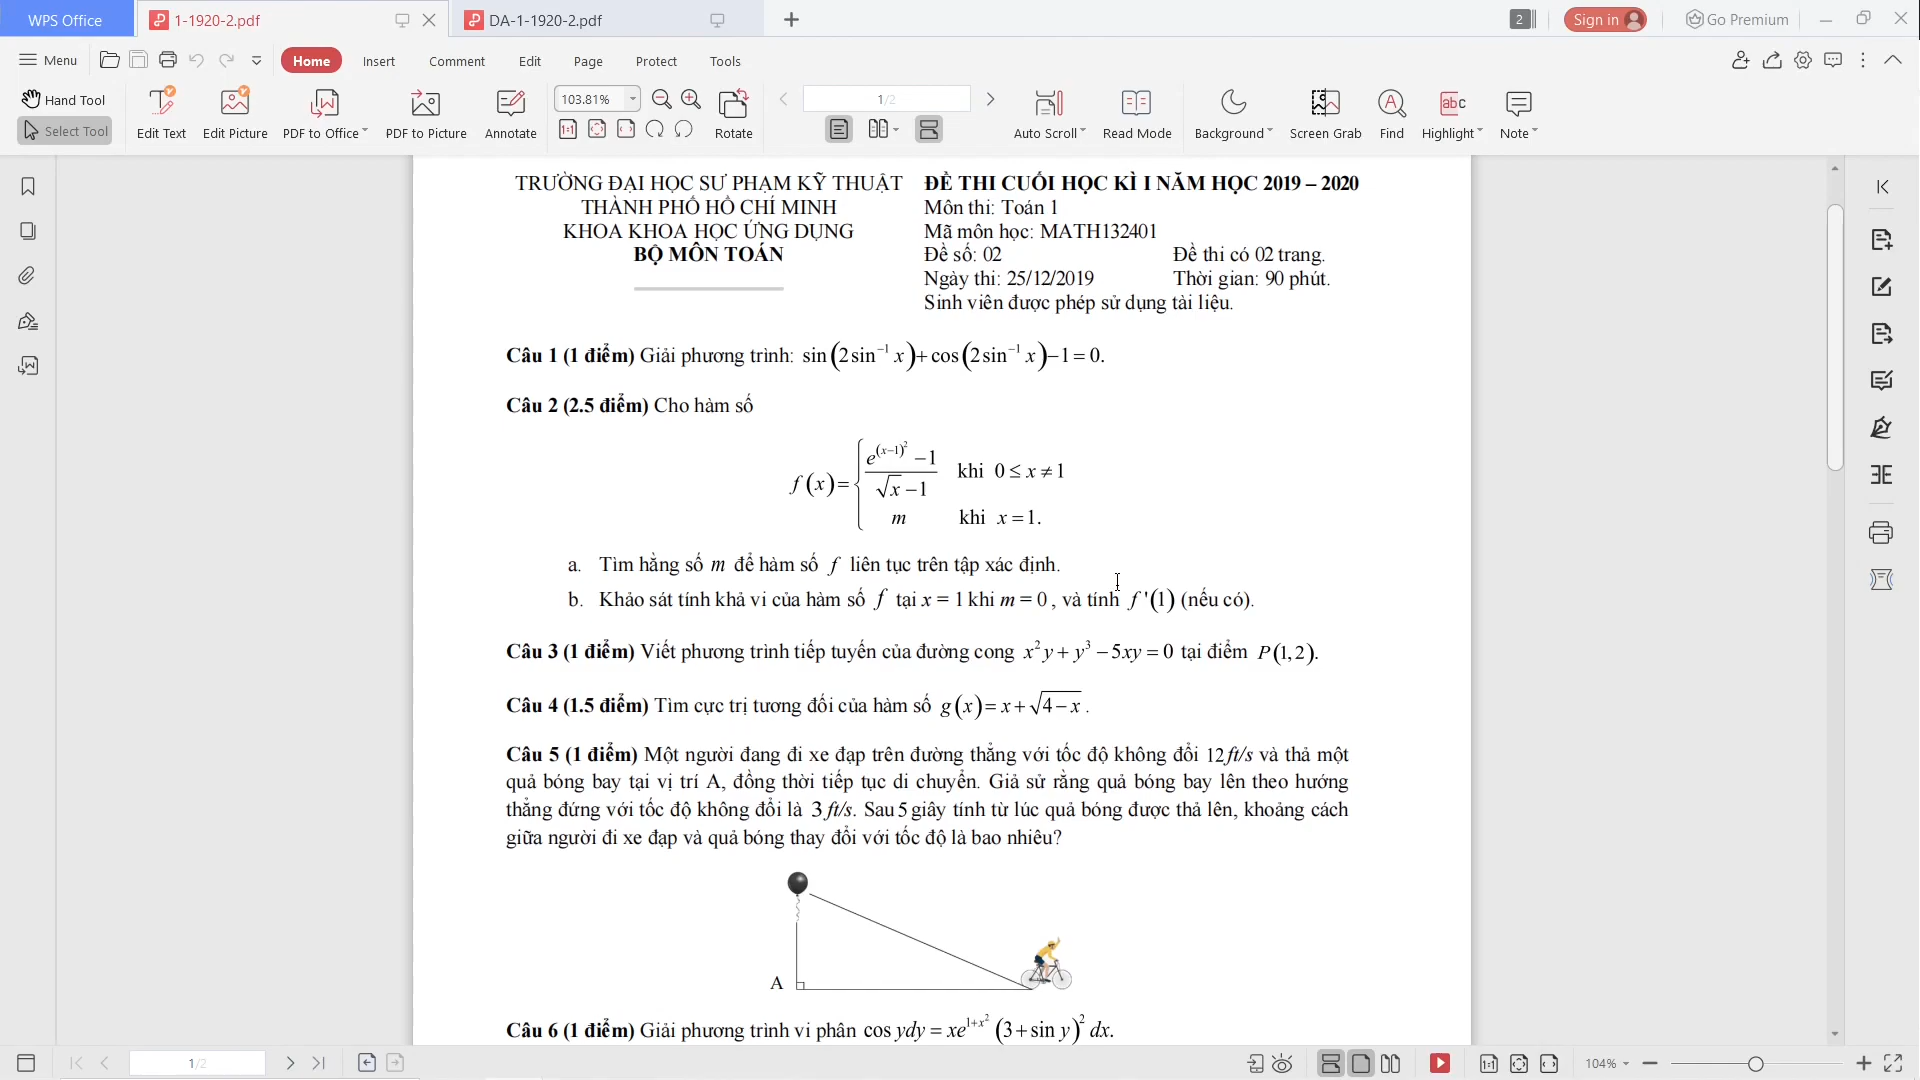 WPS Office
1-1920-2.pdf
DA-1-1920-2.pdf
2
Sign in
Go Premium
Menu
Home
Insert
Comment
Edit
Page
Protect
Tools
Hand Tool
Select Tool
Edit Text
Edit Picture
PDF to Office
PDF to Picture
Annotate
103.81%
Rotate
1/2
Auto Scroll
Read Mode
Background
Screen Grab
Find
Highlight
Note
TRƯỜNG ĐẠI HỌC SƯ PHẠM KỸ THUẬT
THÀNH PHỐ HỒ CHÍ MINH
KHOA KHOA HỌC ỨNG DỤNG
BỘ MÔN TOÁN
ĐỀ THI CUỐI HỌC KÌ I NĂM HỌC 2019 – 2020
Môn thi: Toán 1
Mã môn học: MATH132401
Đề số: 02 Đề thi có 02 trang.
Ngày thi: 25/12/2019 Thời gian: 90 phút.
Sinh viên được phép sử dụng tài liệu.
Câu 1 (1 điểm) Giải phương trình: sin(2sin⁻¹ x)+cos(2sin⁻¹ x)−1=0.
Câu 2 (2.5 điểm) Cho hàm số
f(x)= { (e^((x−1)²) −1)/(√x −1) khi 0≤x≠1
m khi x=1.
a. Tìm hằng số m để hàm số f liên tục trên tập xác định.
b. Khảo sát tính khả vi của hàm số f tại x = 1 khi m = 0, và tính f '(1) (nếu có).
Câu 3 (1 điểm) Viết phương trình tiếp tuyến của đường cong x²y + y³ − 5xy = 0 tại điểm P(1,2).
Câu 4 (1.5 điểm) Tìm cực trị tương đối của hàm số g(x)= x+√(4−x).
Câu 5 (1 điểm) Một người đang đi xe đạp trên đường thẳng với tốc độ không đổi 12ft/s và thả một
quả bóng bay tại vị trí A, đồng thời tiếp tục di chuyển. Giả sử rằng quả bóng bay lên theo hướng
thẳng đứng với tốc độ không đổi là 3 ft/s. Sau 5 giây tính từ lúc quả bóng được thả lên, khoảng cách
giữa người đi xe đạp và quả bóng thay đổi với tốc độ là bao nhiêu?
A
Câu 6 (1 điểm) Giải phương trình vi phân cos ydy = xe^(1+x²) (3+sin y)² dx.
1/2
104%